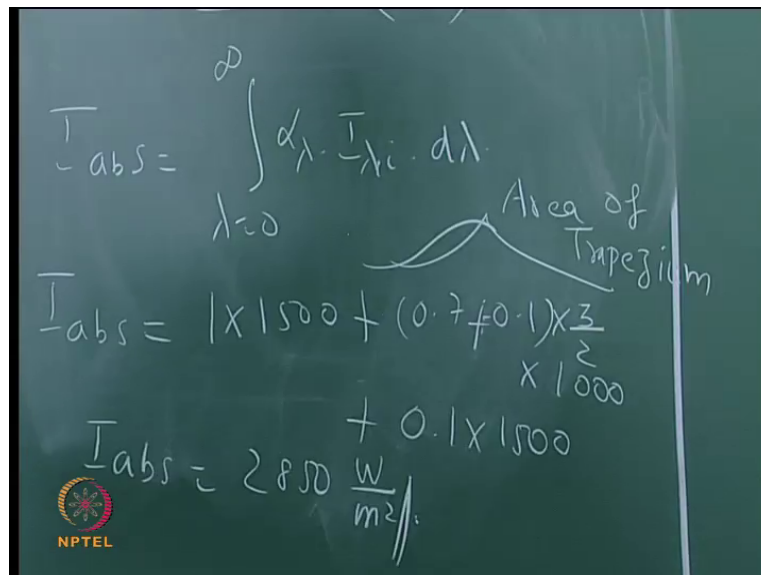 ∞
I abs = ∫ αλ. Iλi. dλ.
λ=0
Area of
Trapezium
I abs = 1 x 1500 + (0.7+0.1) x 3/2
x 1000
+ 0.1 x 1500
I abs = 2850 W/m²
NPTEL